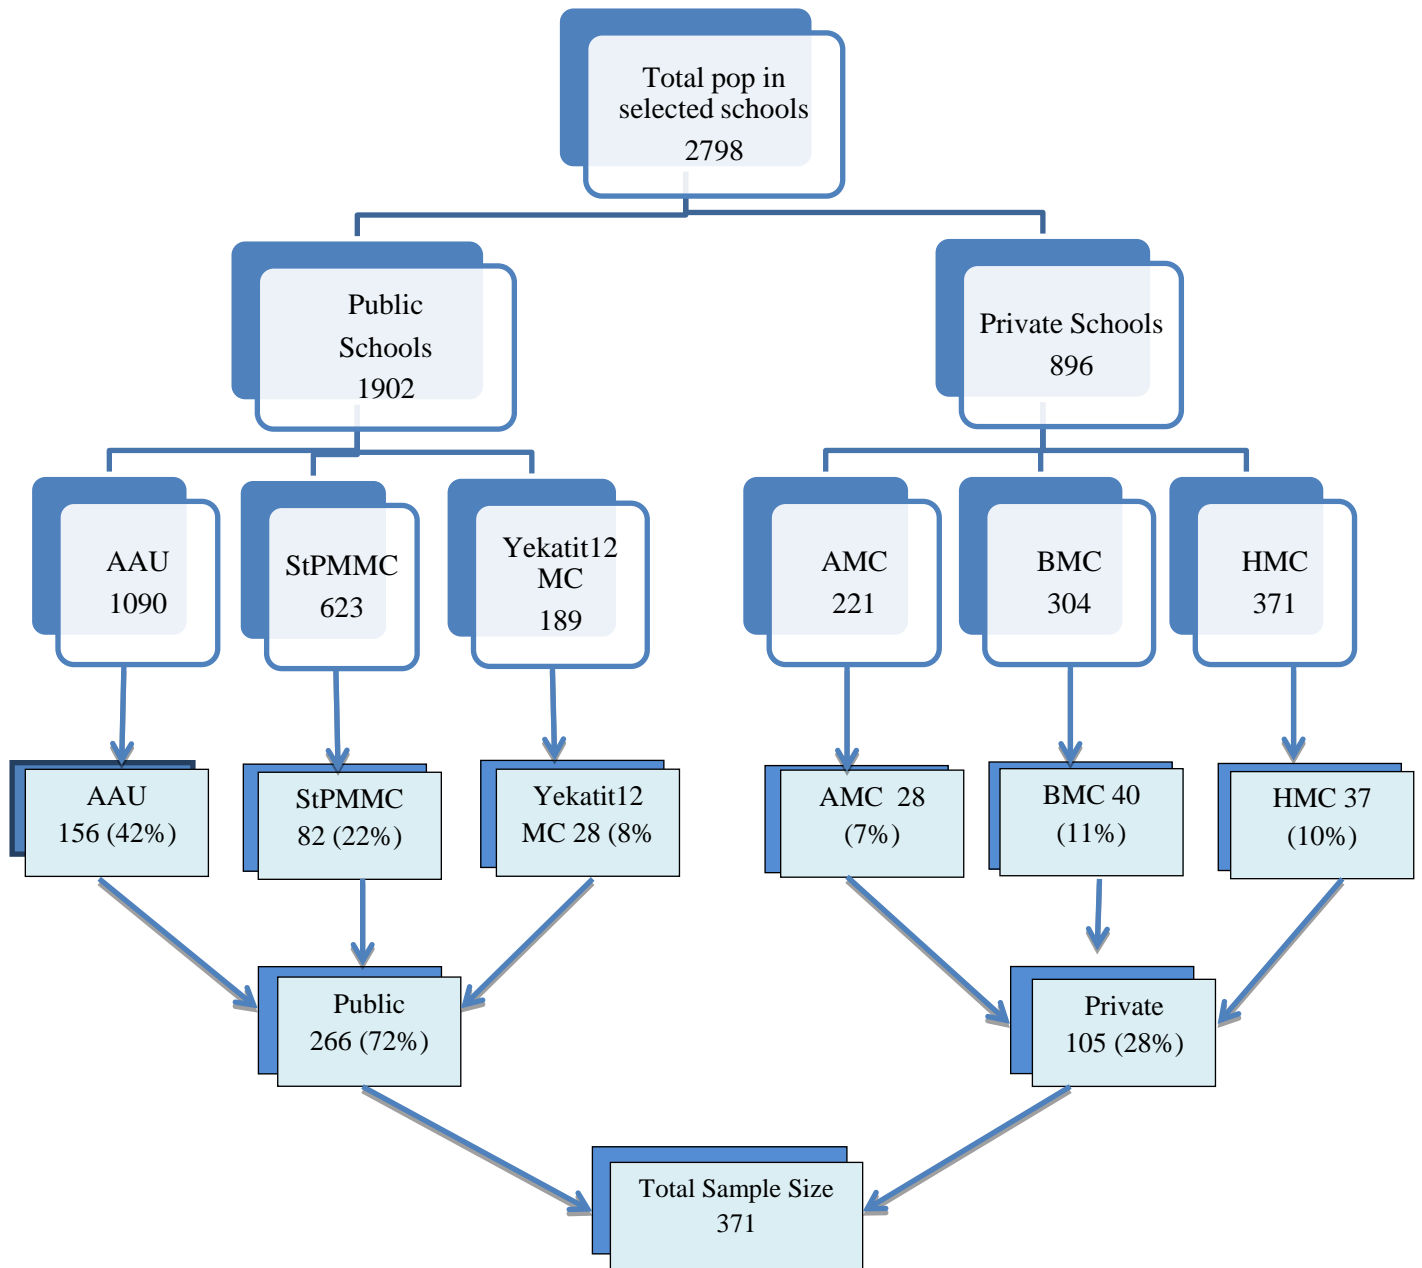 Total pop in
selected schools
2798
Public
Schools
1902
Private Schools
896
AAU
1090
StPMMC
623
Yekatit12
MC
189
AMC
221
BMC
304
HMC
371
AAU
156 (42%)
StPMMC
82 (22%)
Yekatit12
MC 28 (8%
AMC 28
(7%)
BMC 40
(11%)
HMC 37
(10%)
Public
266 (72%)
Private
105 (28%)
Total Sample Size
371